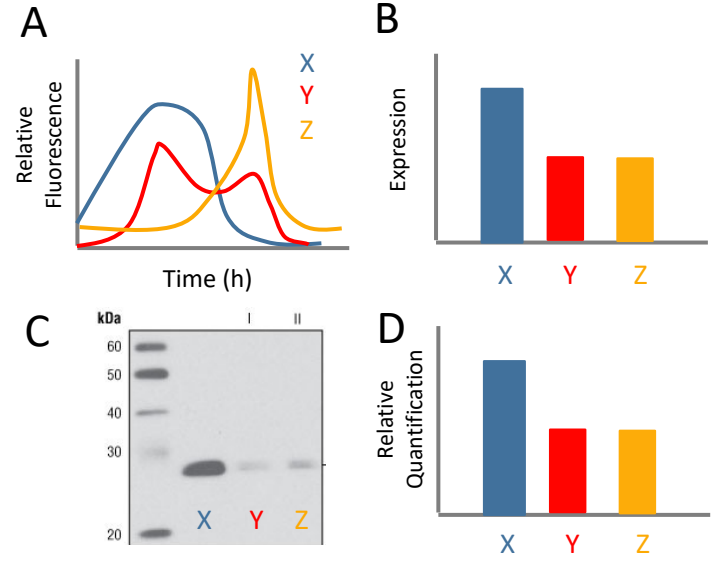 A
X
Y
Z
Relative
Fluorescence
Time (h)
B
Expression
X Y Z
C
kDa I II
60
50
40
30
20
X Y Z
D
Relative
Quantification
X Y Z